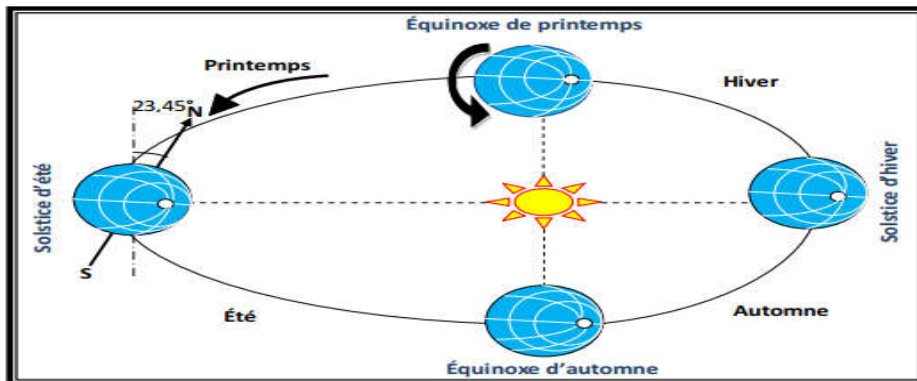 Équinoxe de printemps
Printemps
Hiver
23,45°
N
Solstice d'été
Solstice d'hiver
S
Été
Automne
Équinoxe d'automne